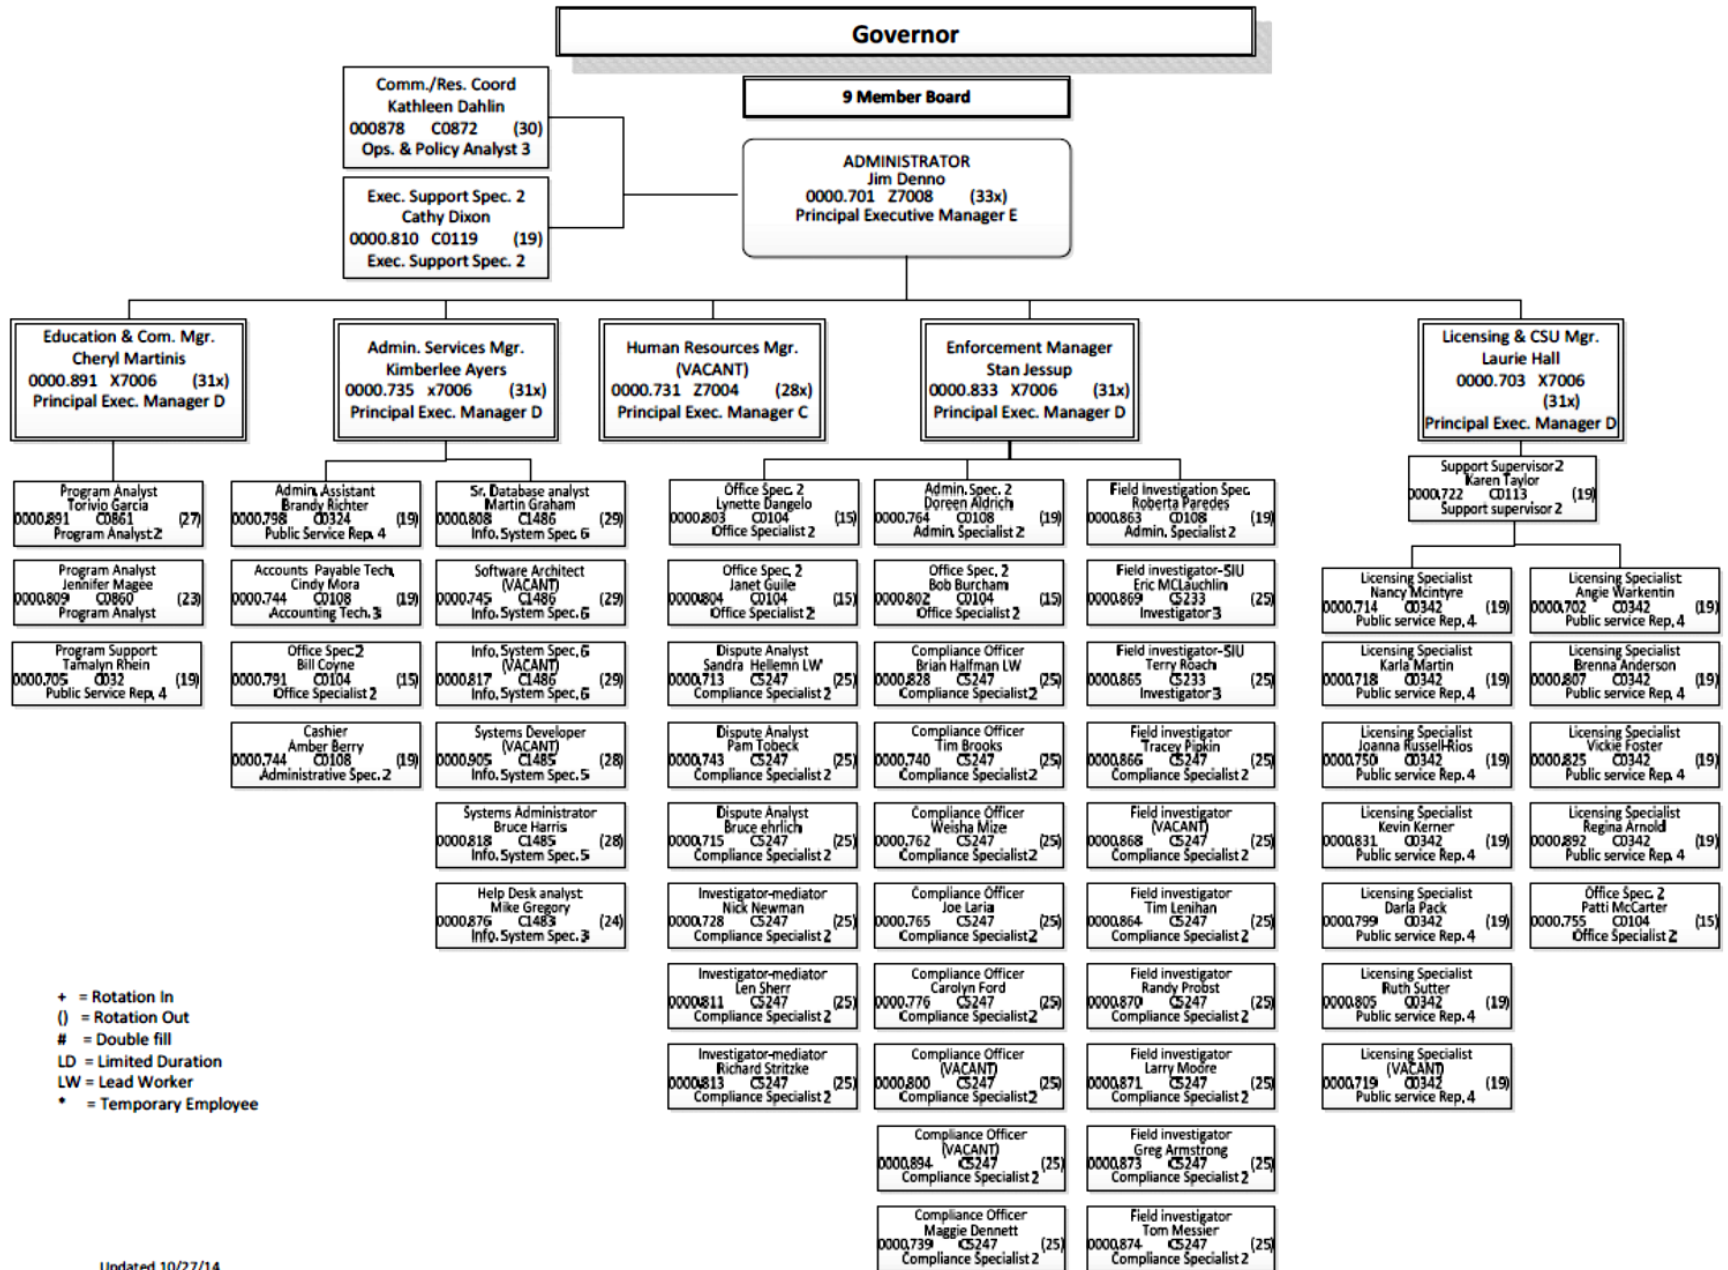 Governor
9 Member Board
Comm./Res. Coord
Kathleen Dahlin
000878 C0872 (30)
Ops. & Policy Analyst 3
Exec. Support Spec. 2
Cathy Dixon
0000.810 C0119 (19)
Exec. Support Spec. 2
ADMINISTRATOR
Jim Denno
0000.701 Z7008 (33x)
Principal Executive Manager E
Education & Com. Mgr.
Cheryl Martinis
0000.891 X7006 (31x)
Principal Exec. Manager D
Admin. Services Mgr.
Kimberlee Ayers
0000.735 x7006 (31x)
Principal Exec. Manager D
Human Resources Mgr.
(VACANT)
0000.731 Z7004 (28x)
Principal Exec. Manager C
Enforcement Manager
Stan Jessup
0000.833 X7006 (31x)
Principal Exec. Manager D
Licensing & CSU Mgr.
Laurie Hall
0000.703 X7006
(31x)
Principal Exec. Manager D
Program Analyst
Torivio Garcia
0000.891 C0861 (27)
Program Analyst 2
Program Analyst
Jennifer Magee
0000.809 C0860 (23)
Program Analyst
Program Support
Tamalyn Rhein
0000.705 C032 (19)
Public Service Rep. 4
Admin. Assistant
Brandy Richter
0000.798 C0324 (19)
Public Service Rep. 4
Accounts Payable Tech.
Cindy Mora
0000.744 C0108 (19)
Accounting Tech. 3
Office Spec 2
Bill Coyne
0000.791 C0104 (15)
Office Specialist 2
Cashier
Amber Berry
0000.744 C0108 (19)
Administrative Spec. 2
Sr. Database analyst
Martin Graham
0000.808 C1486 (29)
Info. System Spec. 6
Software Architect
(VACANT)
0000.745 C1486 (29)
Info. System Spec. 6
Info. System Spec. 6
(VACANT)
0000.817 C1486 (29)
Info. System Spec. 6
Systems Developer
(VACANT)
0000.905 C1485 (28)
Info. System Spec. 5
Systems Administrator
Bruce Harris
0000.818 C1485 (28)
Info. System Spec. 5
Help Desk analyst
Mike Gregory
0000.876 C1483 (24)
Info. System Spec. 3
Office Spec. 2
Lynette Dangelo
0000.803 C0104 (15)
Office Specialist 2
Office Spec. 2
Janet Guile
0000.804 C0104 (15)
Office Specialist 2
Dispute Analyst
Sandra Hellemn LW
0000.713 C5247 (25)
Compliance Specialist 2
Dispute Analyst
Pam Tobeck
0000.743 C5247 (25)
Compliance Specialist 2
Dispute Analyst
Bruce ehrlich
0000.715 C5247 (25)
Compliance Specialist 2
Investigator-mediator
Nick Newman
0000.728 C5247 (25)
Compliance Specialist 2
Investigator-mediator
Len Sherr
0000.811 C5247 (25)
Compliance Specialist 2
Investigator-mediator
Richard Stritzke
0000.813 C5247 (25)
Compliance Specialist 2
Admin. Spec. 2
Doreen Aldrich
0000.764 C0108 (19)
Admin. Specialist 2
Office Spec. 2
Bob Burcham
0000.802 C0104 (15)
Office Specialist 2
Compliance Officer
Brian Halfman LW
0000.828 C5247 (25)
Compliance Specialist 2
Compliance Officer
Tim Brooks
0000.740 C5247 (25)
Compliance Specialist 2
Compliance Officer
Weisha Mize
0000.762 C5247 (25)
Compliance Specialist 2
Compliance Officer
Joe Laria
0000.765 C5247 (25)
Compliance Specialist 2
Compliance Officer
Carolyn Ford
0000.776 C5247 (25)
Compliance Specialist 2
Compliance Officer
(VACANT)
0000.800 C5247 (25)
Compliance Specialist 2
Compliance Officer
(VACANT)
0000.894 C5247 (25)
Compliance Specialist 2
Compliance Officer
Maggie Dennett
0000.739 C5247 (25)
Compliance Specialist 2
Field Investigation Spec.
Roberta Paredes
0000.863 C0108 (19)
Admin. Specialist 2
Field investigator-SIU
Eric MCLauchlin
0000.869 C5233 (25)
Investigator 3
Field investigator-SIU
Terry Roach
0000.865 C5233 (25)
Investigator 3
Field investigator
Tracey Pipkin
0000.866 C5247 (25)
Compliance Specialist 2
Field investigator
(VACANT)
0000.868 C5247 (25)
Compliance Specialist 2
Field investigator
Tim Lenihan
0000.864 C5247 (25)
Compliance Specialist 2
Field investigator
Randy Probst
0000.870 C5247 (25)
Compliance Specialist 2
Field investigator
Larry Moore
0000.871 C5247 (25)
Compliance Specialist 2
Field investigator
Greg Armstrong
0000.873 C5247 (25)
Compliance Specialist 2
Field investigator
Tom Messier
0000.874 C5247 (25)
Compliance Specialist 2
Support Supervisor 2
Karen Taylor
0000.722 C0113 (19)
Support supervisor 2
Licensing Specialist
Nancy Mcintyre
0000.714 C0342 (19)
Public service Rep. 4
Licensing Specialist
Karla Martin
0000.718 C0342 (19)
Public service Rep. 4
Licensing Specialist
Joanna Russell-Rios
0000.750 C0342 (19)
Public service Rep. 4
Licensing Specialist
Kevin Kerner
0000.831 C0342 (19)
Public service Rep. 4
Licensing Specialist
Darla Pack
0000.799 C0342 (19)
Public service Rep. 4
Licensing Specialist
Ruth Sutter
0000.805 C0342 (19)
Public service Rep. 4
Licensing Specialist
(VACANT)
0000.719 C0342 (19)
Public service Rep. 4
Licensing Specialist
Angie Warkentin
0000.702 C0342 (19)
Public service Rep. 4
Licensing Specialist
Brenna Anderson
0000.807 C0342 (19)
Public service Rep. 4
Licensing Specialist
Vickie Foster
0000.825 C0342 (19)
Public service Rep. 4
Licensing Specialist
Regina Arnold
0000.892 C0342 (19)
Public service Rep. 4
Office Spec. 2
Patti McCarter
0000.755 C0104 (15)
Office Specialist 2
+ = Rotation In
() = Rotation Out
# = Double fill
LD = Limited Duration
LW = Lead Worker
* = Temporary Employee
Updated 10/27/14